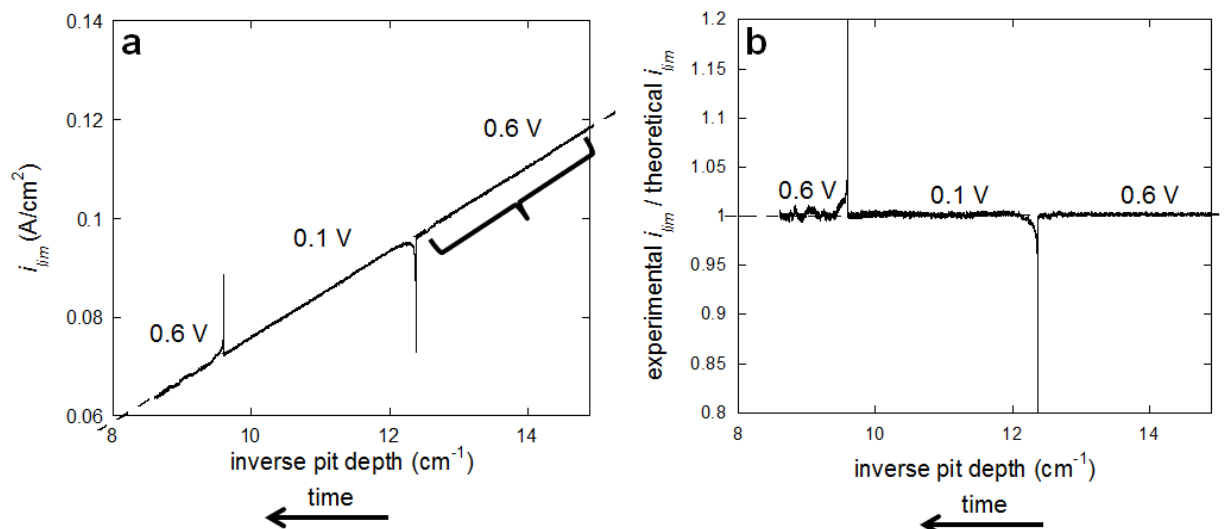 a
0.14
0.12
0.1
0.08
0.06
i_lim (A/cm²)
0.6 V
0.1 V
0.6 V
8
10
12
14
inverse pit depth (cm⁻¹)
time
b
1.2
1.15
1.1
1.05
1
0.95
0.9
0.85
0.8
experimental i_lim / theoretical i_lim
0.6 V
0.1 V
0.6 V
8
10
12
14
inverse pit depth (cm⁻¹)
time